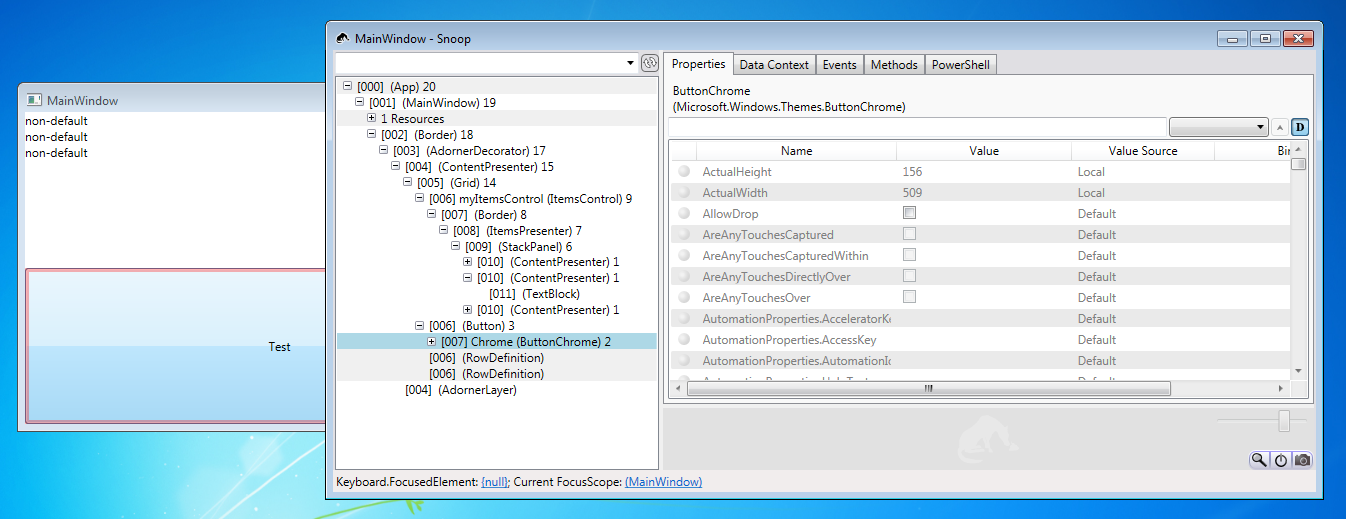 MainWindow
non-default
non-default
non-default
Test
MainWindow - Snoop
[000] (App) 20
[001] (MainWindow) 19
1 Resources
[002] (Border) 18
[003] (AdornerDecorator) 17
[004] (ContentPresenter) 15
[005] (Grid) 14
[006] myItemsControl (ItemsControl) 9
[007] (Border) 8
[008] (ItemsPresenter) 7
[009] (StackPanel) 6
[010] (ContentPresenter) 1
[010] (ContentPresenter) 1
[011] (TextBlock)
[010] (ContentPresenter) 1
[006] (Button) 3
[007] Chrome (ButtonChrome) 2
[006] (RowDefinition)
[006] (RowDefinition)
[004] (AdornerLayer)
Properties Data Context Events Methods PowerShell
ButtonChrome
(Microsoft.Windows.Themes.ButtonChrome)
D
Name Value Value Source Bir
ActualHeight 156 Local
ActualWidth 509 Local
AllowDrop Default
AreAnyTouchesCaptured Default
AreAnyTouchesCapturedWithin Default
AreAnyTouchesDirectlyOver Default
AreAnyTouchesOver Default
AutomationProperties.AcceleratorKe Default
AutomationProperties.AccessKey Default
AutomationProperties.AutomationId Default
Keyboard.FocusedElement: {null}; Current FocusScope: (MainWindow)